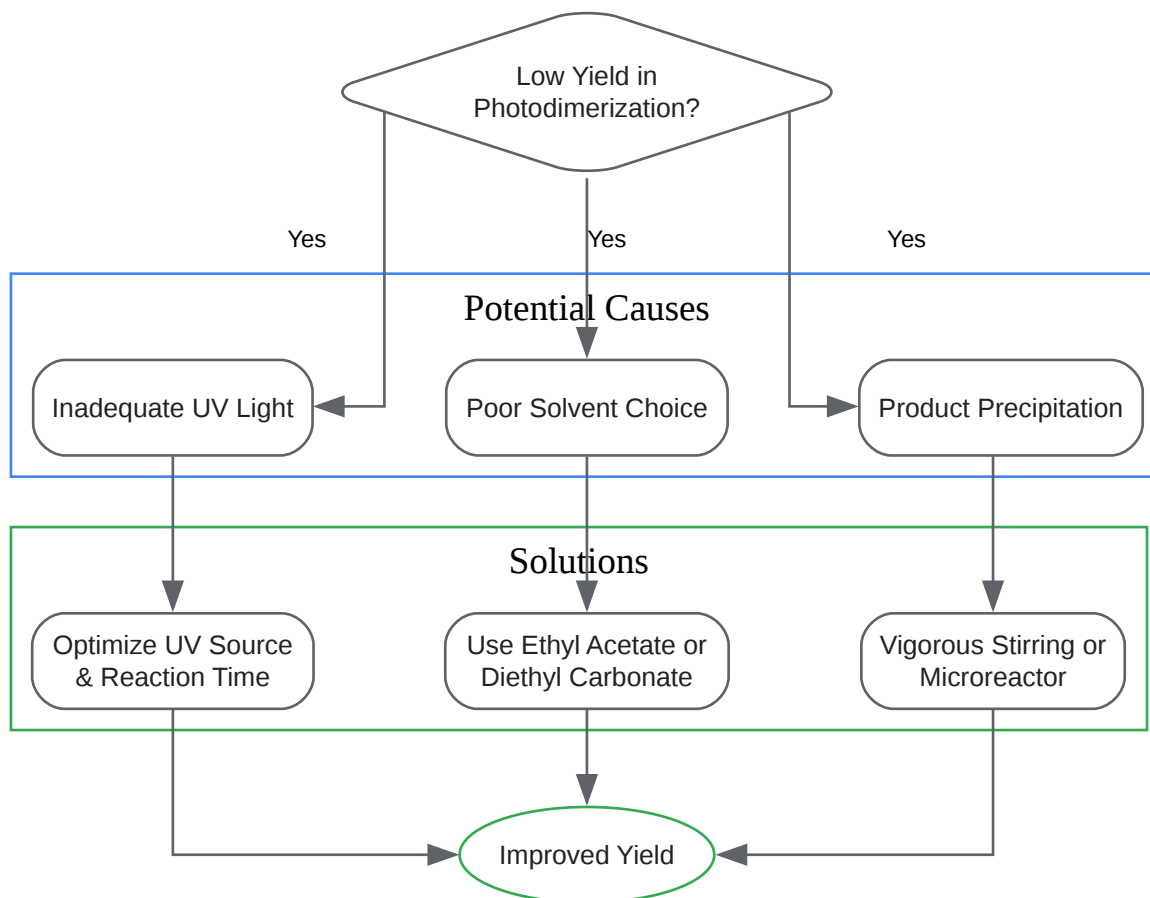 Low Yield in
Photodimerization?
Yes
Yes
Yes
Potential Causes
Inadequate UV Light
Poor Solvent Choice
Product Precipitation
Solutions
Optimize UV Source
& Reaction Time
Use Ethyl Acetate or
Diethyl Carbonate
Vigorous Stirring or
Microreactor
Improved Yield